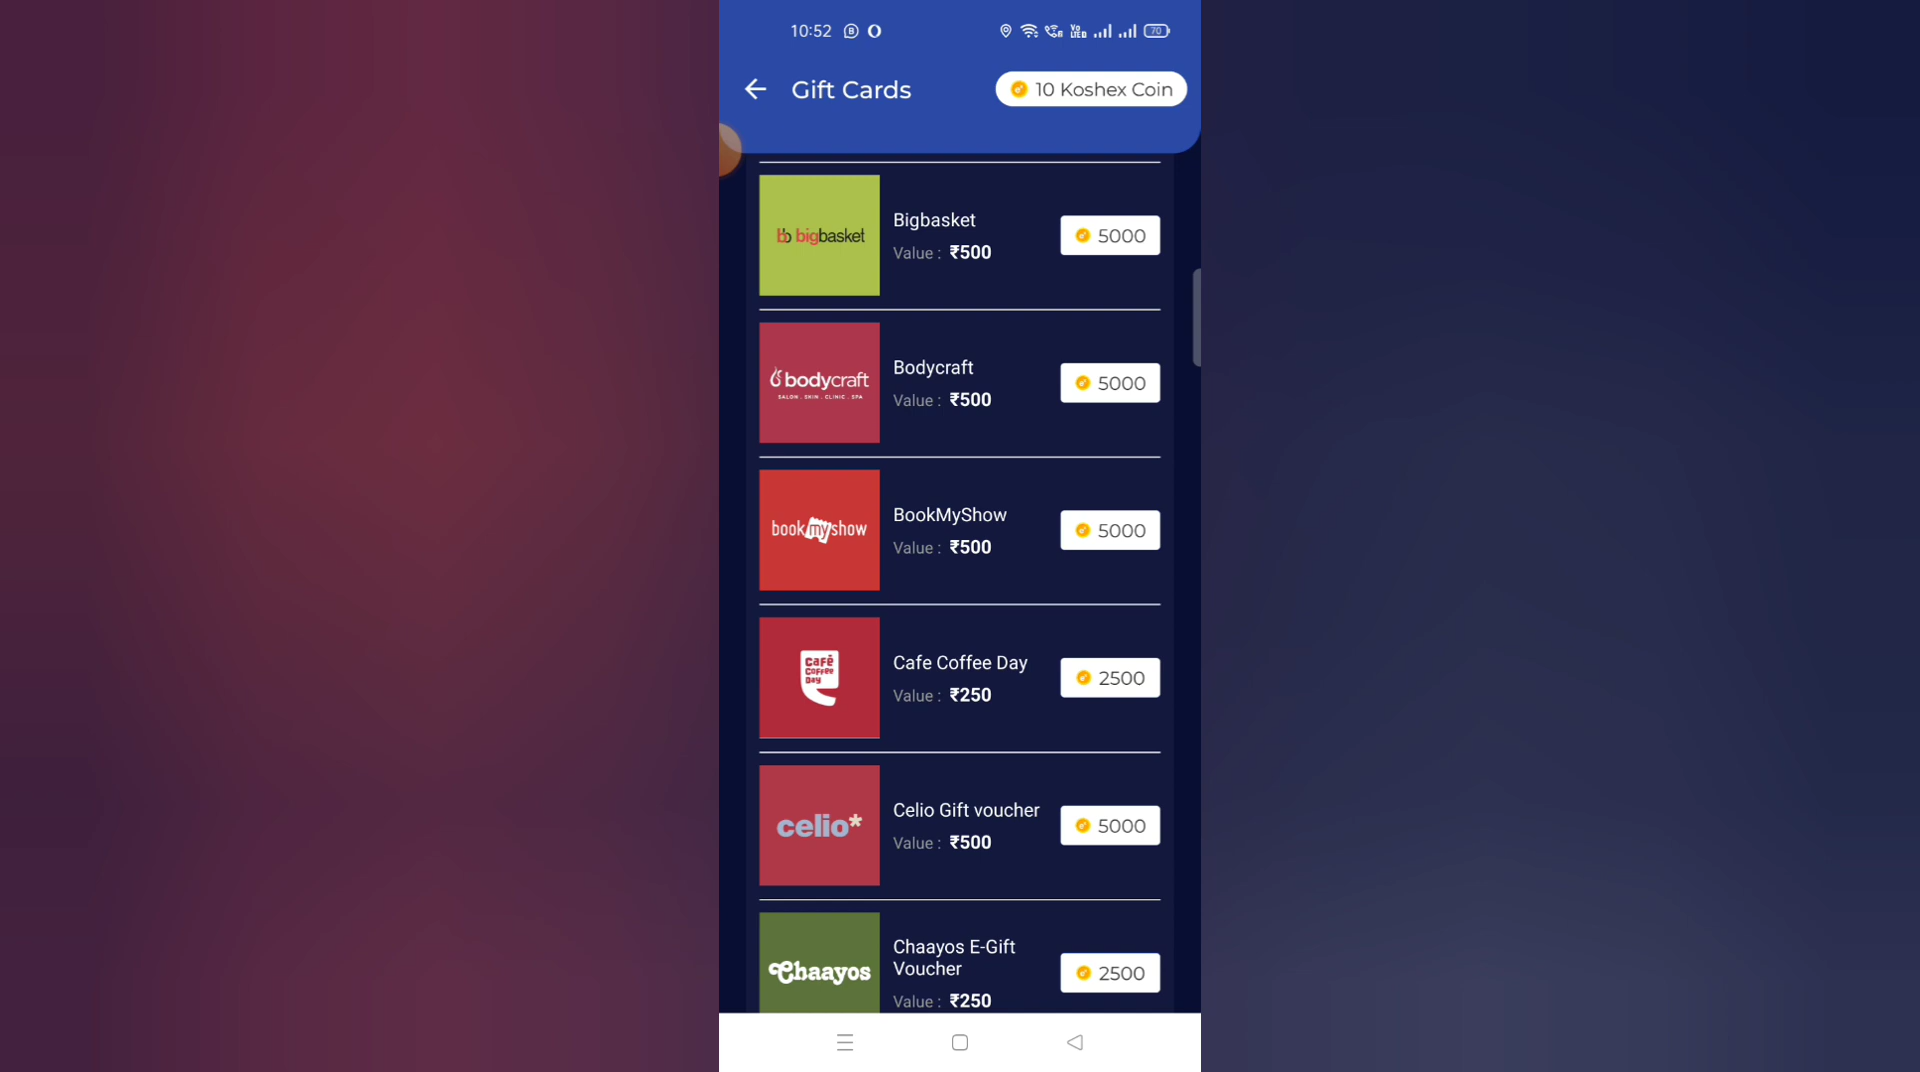 10:52
70
Gift Cards
10 Koshex Coin
bb bigbasket
Bigbasket
Value : ₹500
5000
bodycraft
SALON . SKIN . CLINIC . SPA
Bodycraft
Value : ₹500
5000
bookmyshow
BookMyShow
Value : ₹500
5000
Café
Coffee
Day
Cafe Coffee Day
Value : ₹250
2500
celio*
Celio Gift voucher
Value : ₹500
5000
Chaayos
Chaayos E-Gift
Voucher
Value : ₹250
2500